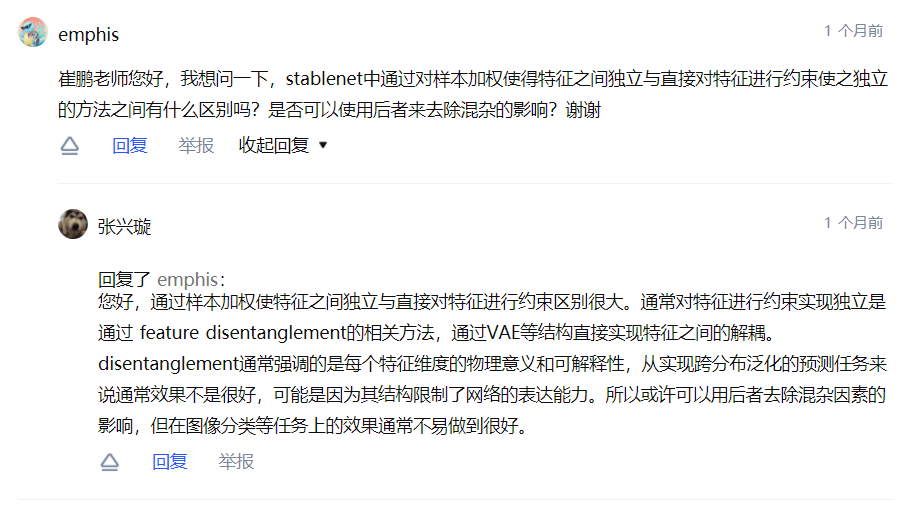 emphis
1 个月前
崔鹏老师您好，我想问一下，stablenet中通过对样本加权使得特征之间独立与直接对特征进行约束使之独立
的方法之间有什么区别吗？是否可以使用后者来去除混杂的影响？谢谢
回复 举报 收起回复
张兴璇
1 个月前
回复了 emphis：
您好，通过样本加权使特征之间独立与直接对特征进行约束区别很大。通常对特征进行约束实现独立是
通过 feature disentanglement的相关方法，通过VAE等结构直接实现特征之间的解耦。
disentanglement通常强调的是每个特征维度的物理意义和可解释性，从实现跨分布泛化的预测任务来
说通常效果不是很好，可能是因为其结构限制了网络的表达能力。所以或许可以用后者去除混杂因素的
影响，但在图像分类等任务上的效果通常不易做到很好。
回复 举报